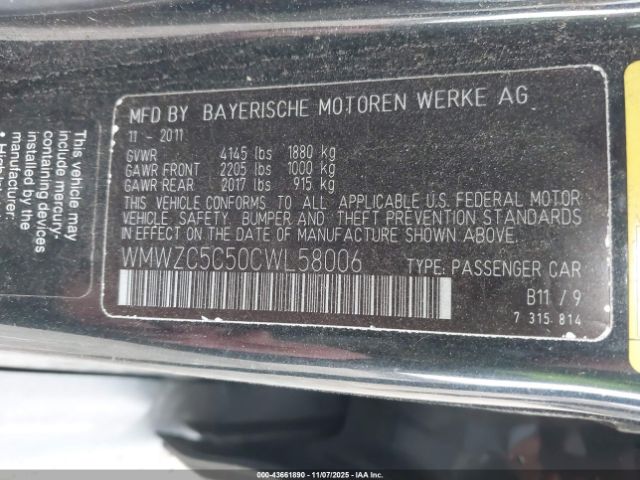 MFD BY BAYERISCHE MOTOREN WERKE AG
11 - 2011
GVWR 4145 lbs 1880 kg
GAWR FRONT 2205 lbs 1000 kg
GAWR REAR 2017 lbs 915 kg
THIS VEHICLE CONFORMS TO ALL APPLICABLE U.S. FEDERAL MOTOR
VEHICLE, SAFETY, BUMPER AND THEFT PREVENTION STANDARDS
IN EFFECT ON THE DATE OF MANUFACTURE SHOWN ABOVE.
WMWZC5C50CWL58006 TYPE: PASSENGER CAR
B11 / 9
7 315 814
This vehicle may
include mercury-
containing devices
installed by the
manufacturer:
000-43661890 - 11/07/2025 - IAA Inc. Copyright